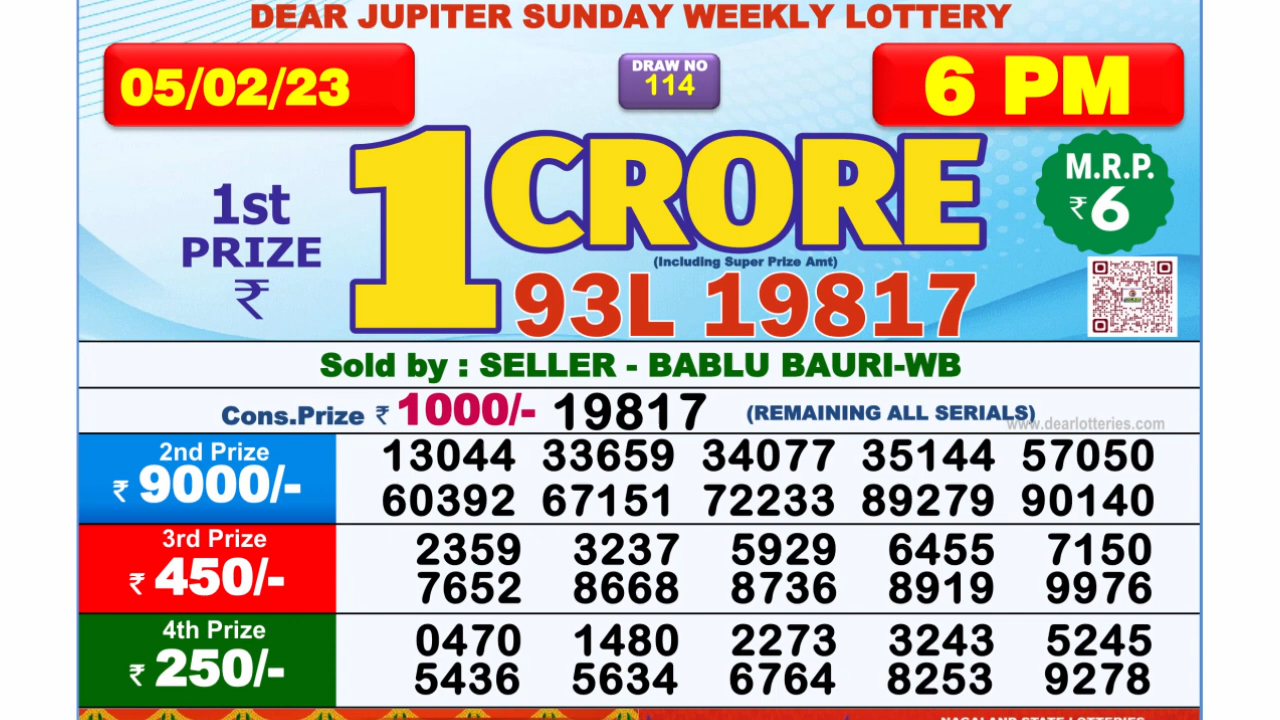 DEAR JUPITER SUNDAY WEEKLY LOTTERY
05/02/23
DRAW NO
114
6 PM
1st
PRIZE
₹
1 CRORE
(Including Super Prize Amt)
93L 19817
M.R.P.
₹6
Sold by : SELLER - BABLU BAURI-WB
Cons.Prize ₹ 1000/- 19817 (REMAINING ALL SERIALS)
www.dearlotteries.com
2nd Prize
₹ 9000/-
13044 33659 34077 35144 57050
60392 67151 72233 89279 90140
3rd Prize
₹ 450/-
2359 3237 5929 6455 7150
7652 8668 8736 8919 9976
4th Prize
₹ 250/-
0470 1480 2273 3243 5245
5436 5634 6764 8253 9278
NAGALAND STATE LOTTERIES